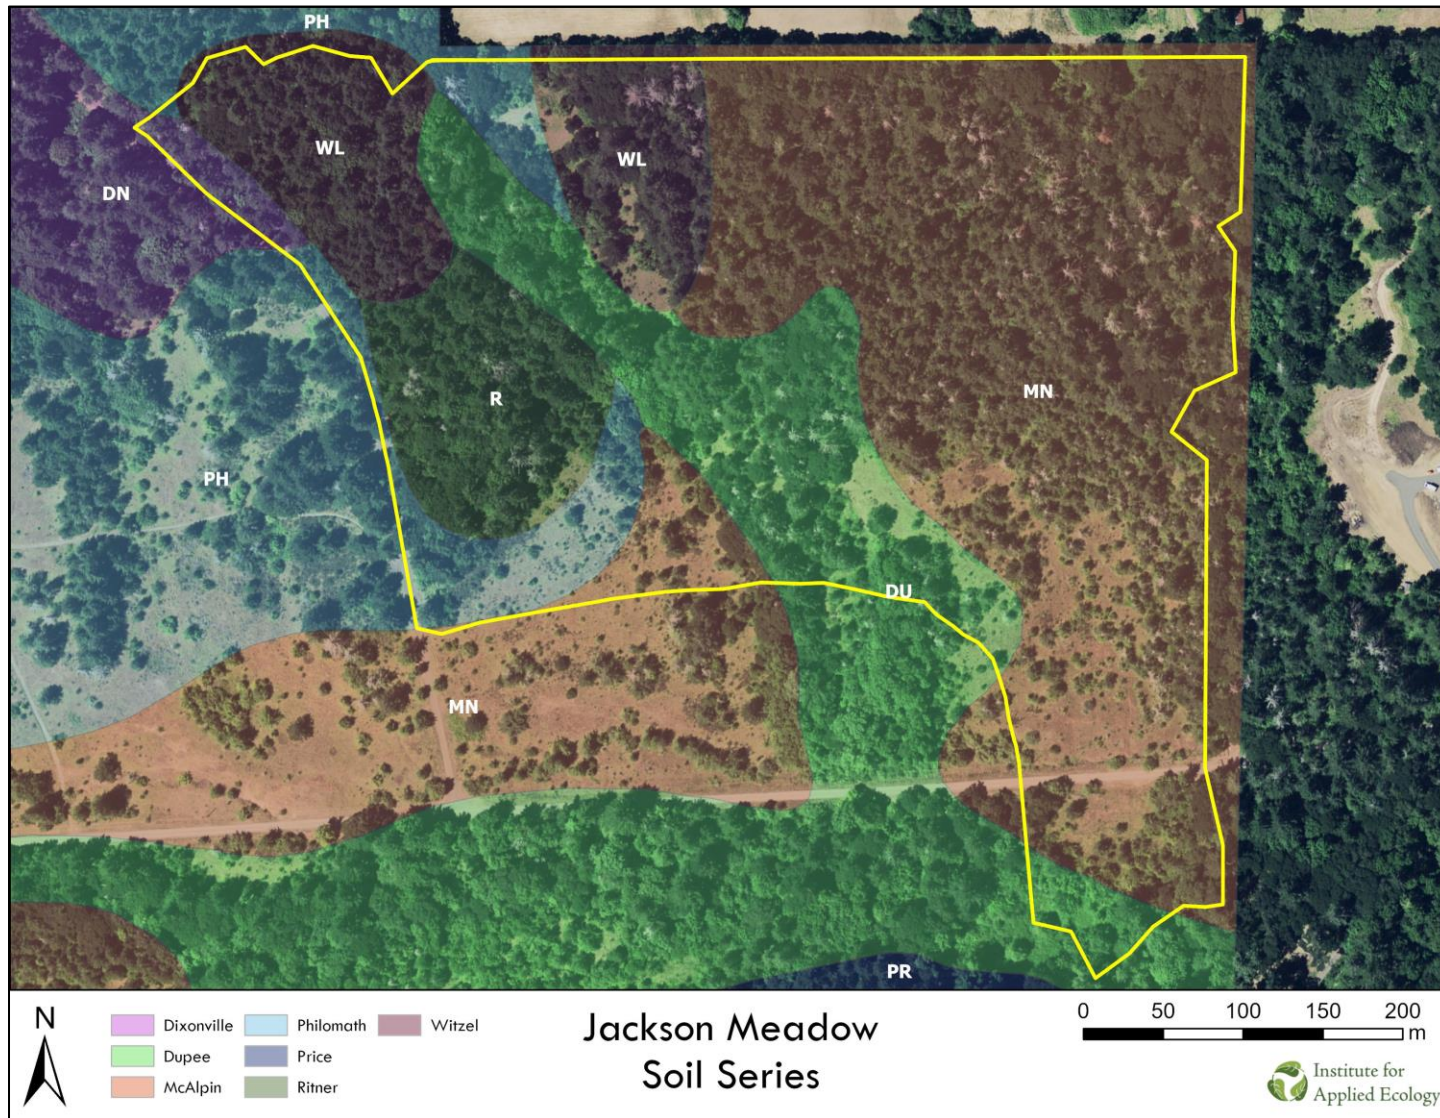 PH
WL
WL
DN
R
MN
PH
DU
MN
PR
N
Dixonville
Philomath
Witzel
Dupee
Price
McAlpin
Ritner
Jackson Meadow
Soil Series
0 50 100 150 200
m
Institute for
Applied Ecology